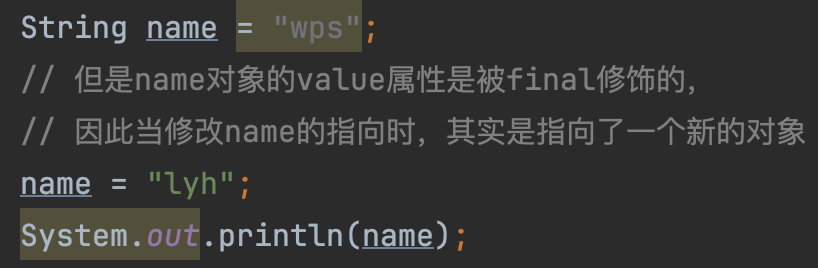 String name = "wps";
// 但是name对象的value属性是被final修饰的,
// 因此当修改name的指向时，其实是指向了一个新的对象
name = "lyh";
System.out.println(name);